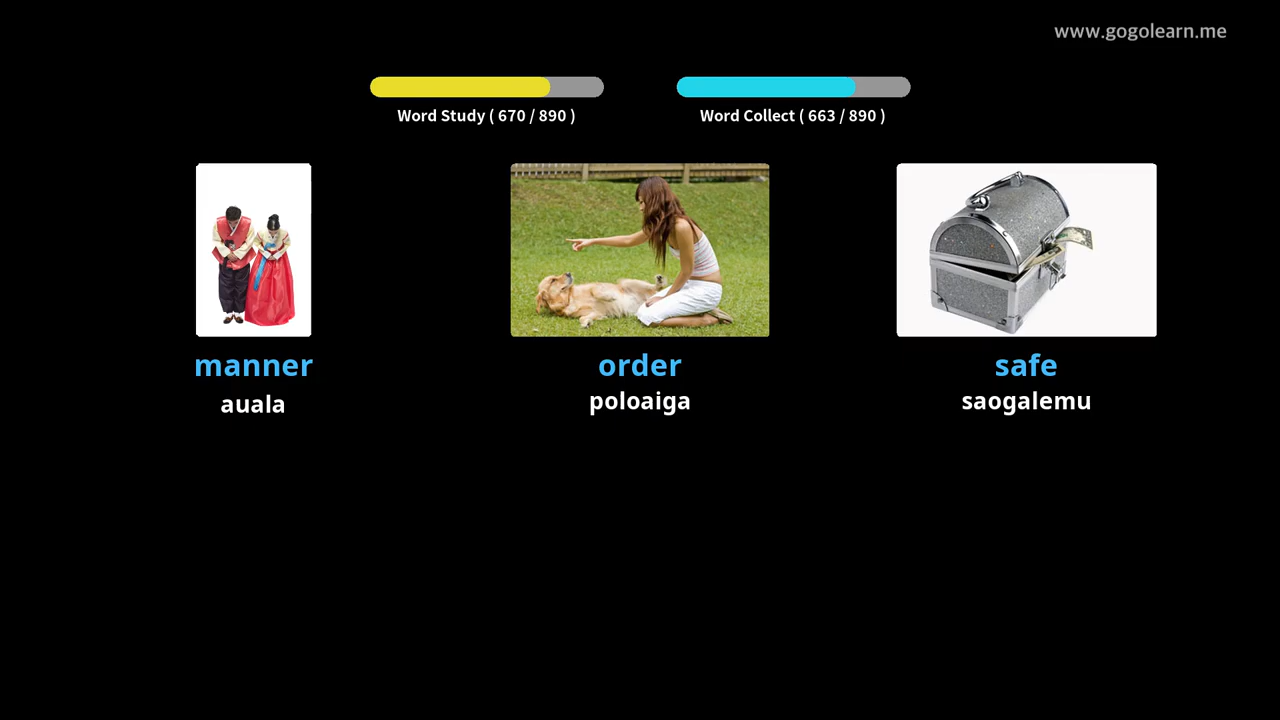 www.gogolearn.me
Word Study ( 670 / 890 )
Word Collect ( 663 / 890 )
manner
auala
order
poloaiga
safe
saogalemu